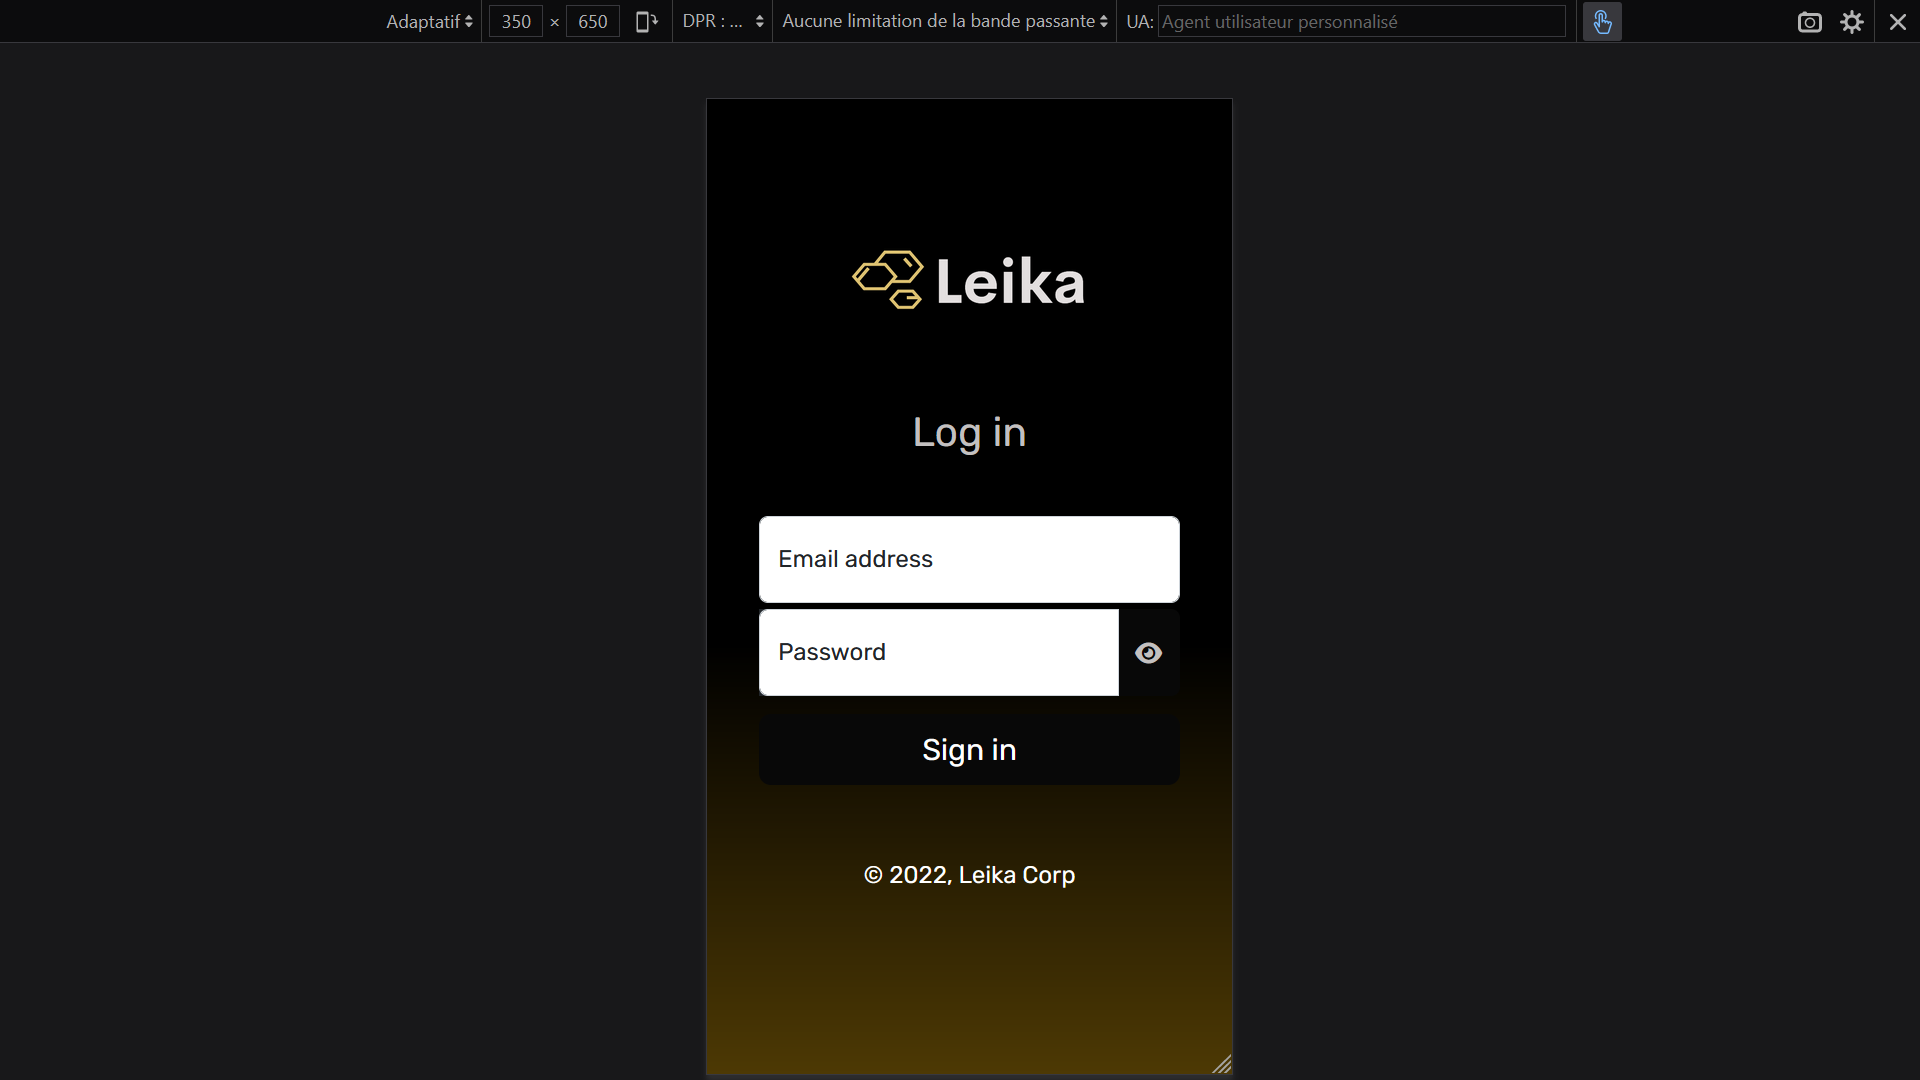 Adaptatif 350 × 650 DPR : ... Aucune limitation de la bande passante UA: Agent utilisateur personnalisé
Leika
Log in
Email address
Password
Sign in
© 2022, Leika Corp